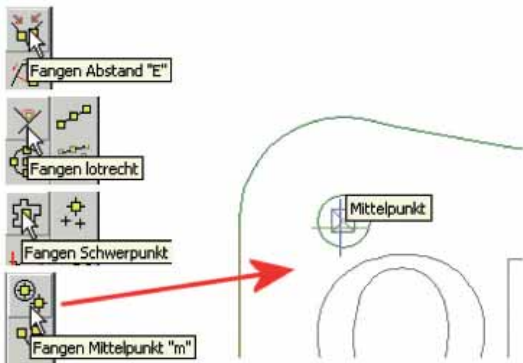 Fangen Abstand "E"
Fangen lotrecht
Fangen Schwerpunkt
Fangen Mittelpunkt "m"
Mittelpunkt
O